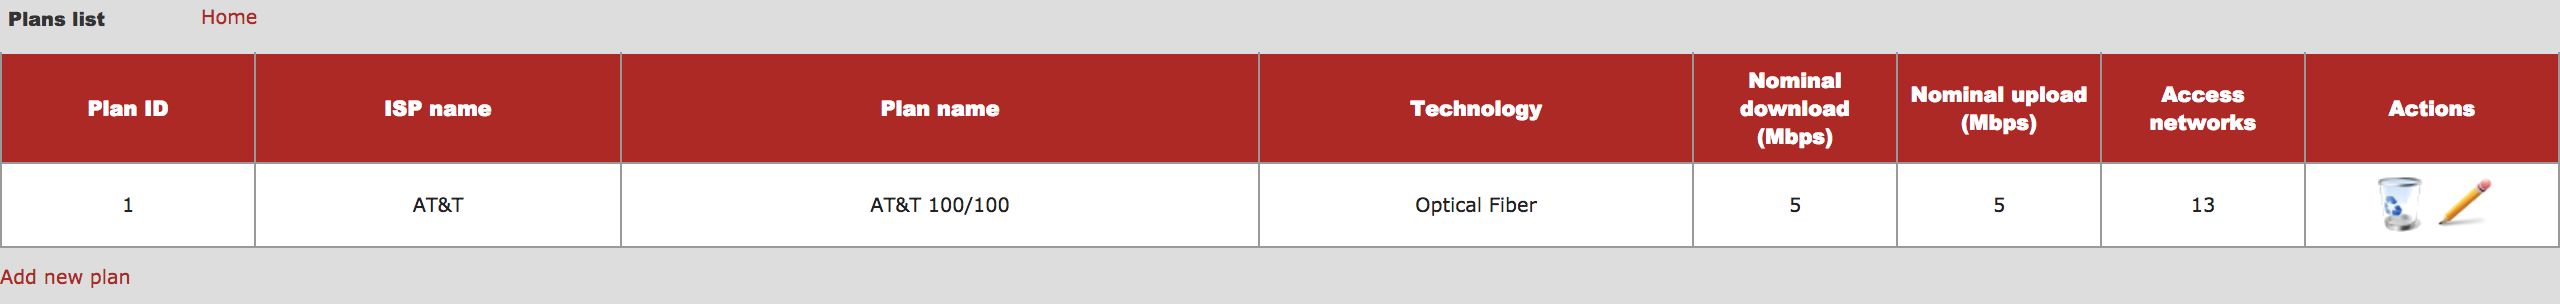 Plans list Home
Plan ID ISP name Plan name Technology Nominal download (Mbps) Nominal upload (Mbps) Access networks Actions
1 AT&T AT&T 100/100 Optical Fiber 5 5 13
Add new plan